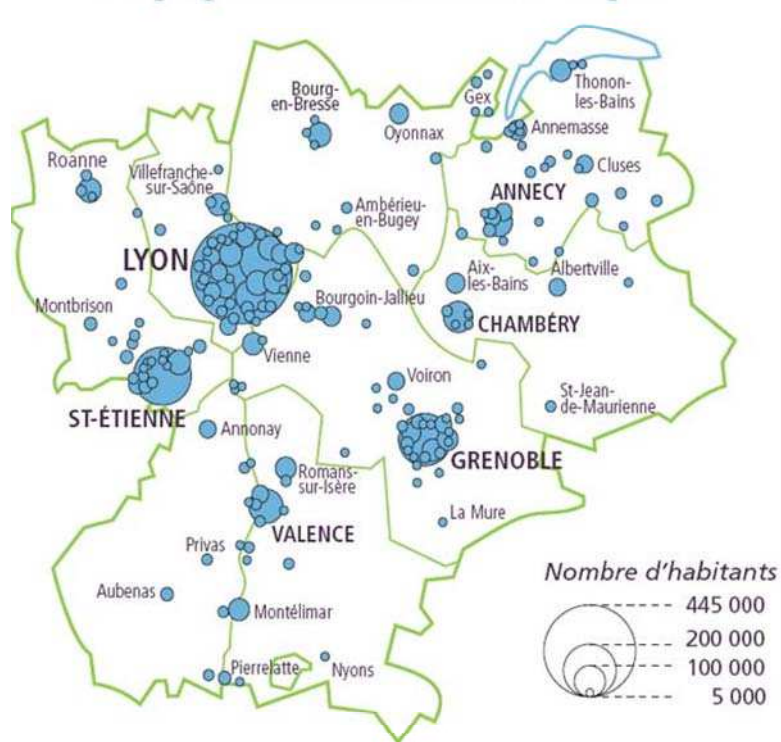 Bourg-
en-Bresse
Oyonnax
Gex
Thonon-
les-Bains
Annemasse
Roanne
Villefranche-
sur-Saône
Cluses
ANNECY
Ambérieu-
en-Bugey
LYON
Aix-
les-Bains
Albertville
Montbrison
Bourgoin-Jallieu
CHAMBÉRY
Vienne
Voiron
St-Jean-
de-Maurienne
ST-ÉTIENNE
Annonay
GRENOBLE
Romans-
sur-Isère
La Mure
VALENCE
Privas
Aubenas
Montélimar
Pierrelatte
Nyons
Nombre d'habitants
445 000
200 000
100 000
5 000